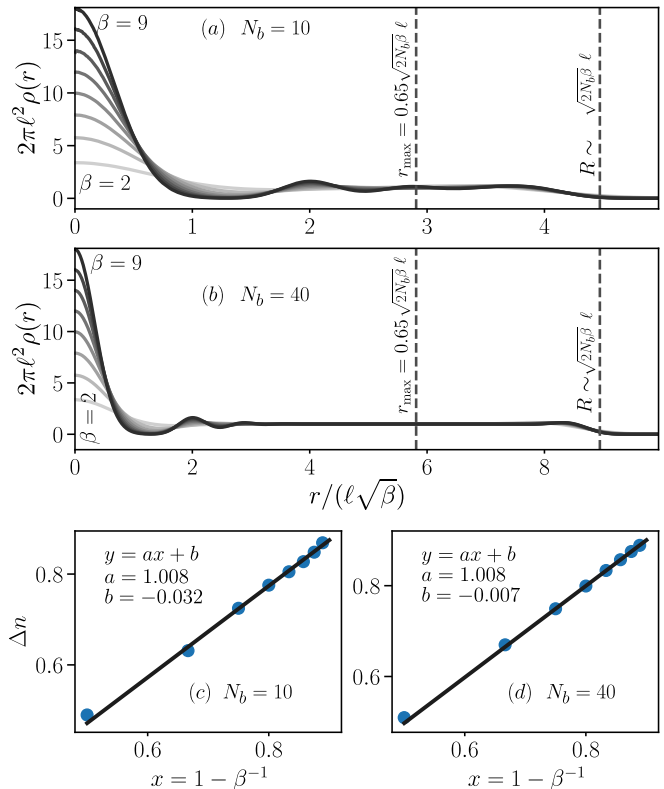 β = 9
(a) N_b = 10
r_max = 0.65√(2N_bβ) ℓ
R ∼ √(2N_bβ) ℓ
β = 2
2πℓ²ρ(r)
15
10
5
0
0 1 2 3 4
β = 9
(b) N_b = 40
r_max = 0.65√(2N_bβ) ℓ
R ∼ √(2N_bβ) ℓ
β = 2
2πℓ²ρ(r)
15
10
5
0
0 2 4 6 8
r/(ℓ√β)
y = ax + b
a = 1.008
b = −0.032
(c) N_b = 10
Δn
0.8
0.6
0.6 0.8
x = 1 − β⁻¹
y = ax + b
a = 1.008
b = −0.007
(d) N_b = 40
0.8
0.6
0.6 0.8
x = 1 − β⁻¹